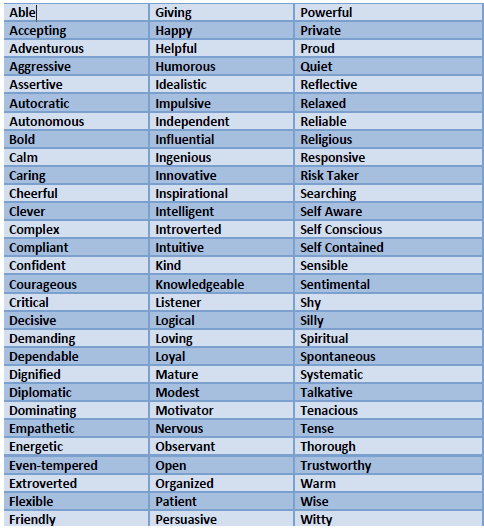 Able Giving Powerful
Accepting Happy Private
Adventurous Helpful Proud
Aggressive Humorous Quiet
Assertive Idealistic Reflective
Autocratic Impulsive Relaxed
Autonomous Independent Reliable
Bold Influential Religious
Calm Ingenious Responsive
Caring Innovative Risk Taker
Cheerful Inspirational Searching
Clever Intelligent Self Aware
Complex Introverted Self Conscious
Compliant Intuitive Self Contained
Confident Kind Sensible
Courageous Knowledgeable Sentimental
Critical Listener Shy
Decisive Logical Silly
Demanding Loving Spiritual
Dependable Loyal Spontaneous
Dignified Mature Systematic
Diplomatic Modest Talkative
Dominating Motivator Tenacious
Empathetic Nervous Tense
Energetic Observant Thorough
Even-tempered Open Trustworthy
Extroverted Organized Warm
Flexible Patient Wise
Friendly Persuasive Witty